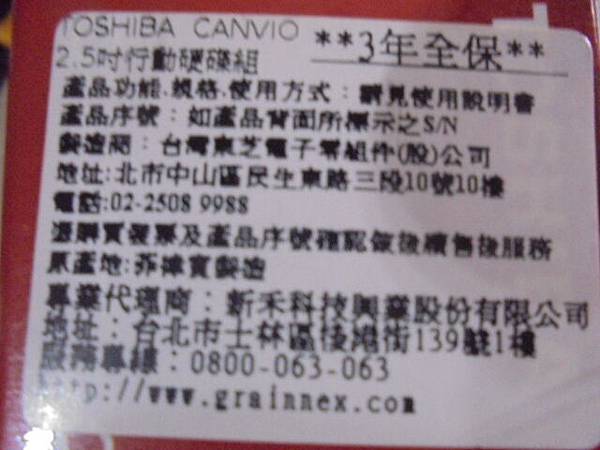 TOSHIBA CANVIO **3年全保**
2.5吋行動硬碟組
產品功能.規格.使用方式：請見使用說明書
產品序號：如產品背面所標示之S/N
製造商：台灣東芝電子零組件(股)公司
地址:北市中山區民生東路三段10號10樓
電話:02-2508 9988
憑購買發票及產品序號確認做後續售後服務
原產地:菲律賓製造
專業代理商：新禾科技興業股份有限公司
地址：台北市士林區後港街139號1樓
服務專線：0800-063-063
http://www.grainnex.com